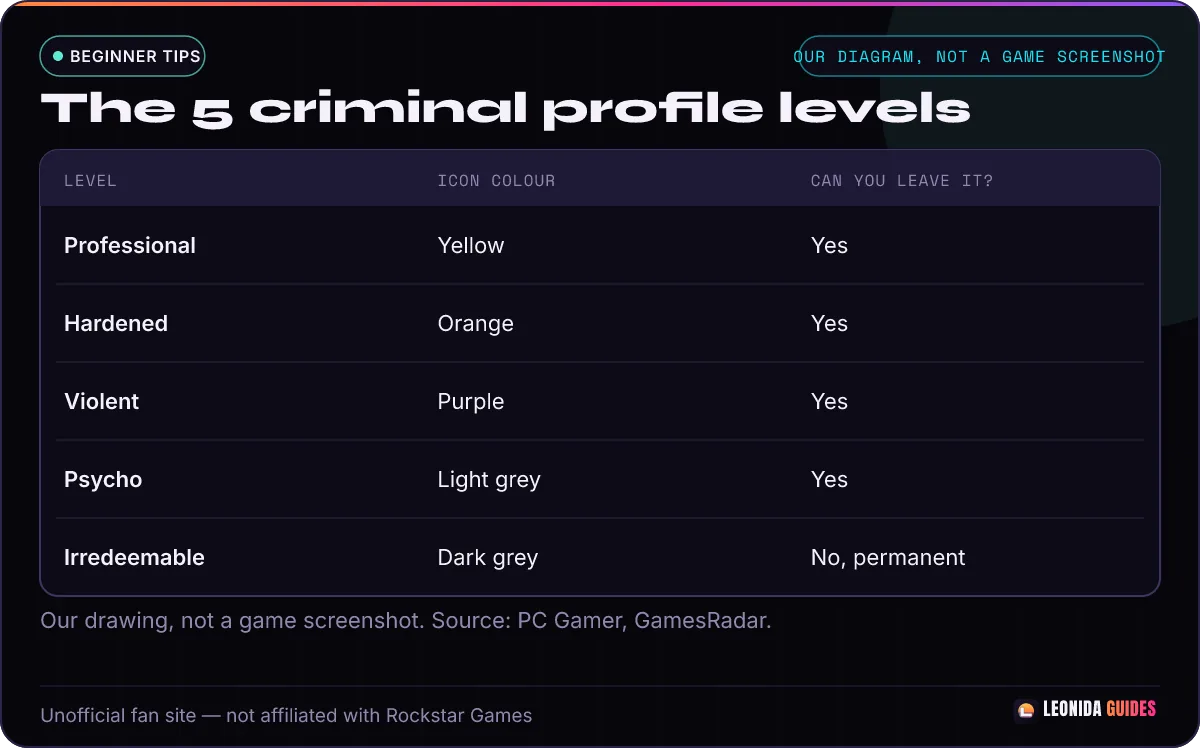 BEGINNER TIPS
OUR DIAGRAM, NOT A GAME SCREENSHOT
The 5 criminal profile levels
LEVEL ICON COLOUR CAN YOU LEAVE IT?
Professional Yellow Yes
Hardened Orange Yes
Violent Purple Yes
Psycho Light grey Yes
Irredeemable Dark grey No, permanent
Our drawing, not a game screenshot. Source: PC Gamer, GamesRadar.
Unofficial fan site — not affiliated with Rockstar Games
LEONIDA GUIDES